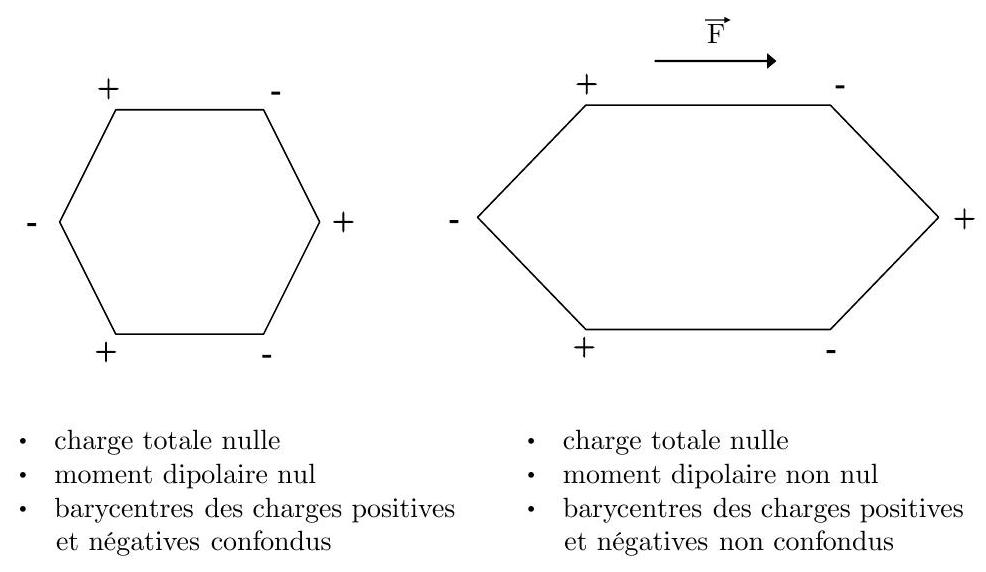 F
+ -
+ -
- +
- +
+ -
+ -
• charge totale nulle
• moment dipolaire nul
• barycentres des charges positives
et négatives confondus
• charge totale nulle
• moment dipolaire non nul
• barycentres des charges positives
et négatives non confondus